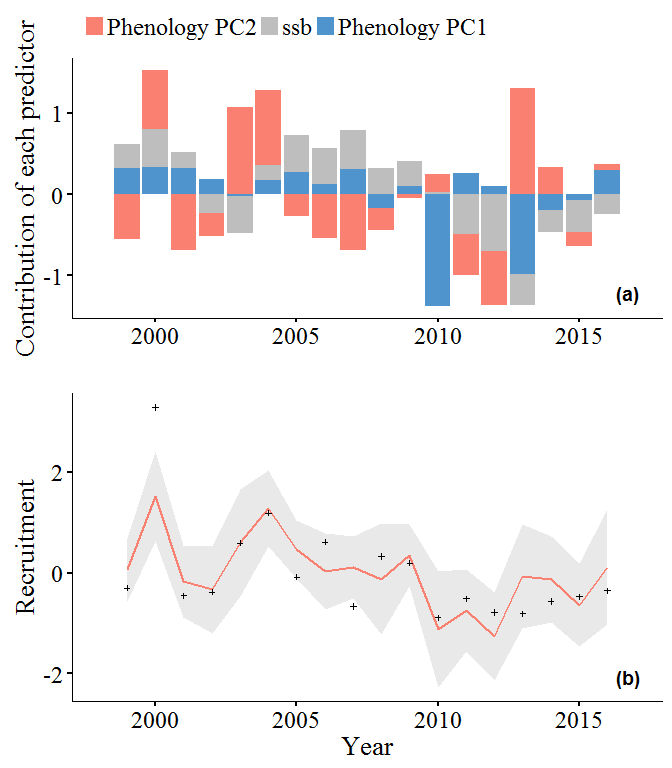 Phenology PC2 ssb Phenology PC1
Contribution of each predictor
1
0
-1
(a)
2000 2005 2010 2015
Recruitment
2
0
-2
(b)
2000 2005 2010 2015
Year